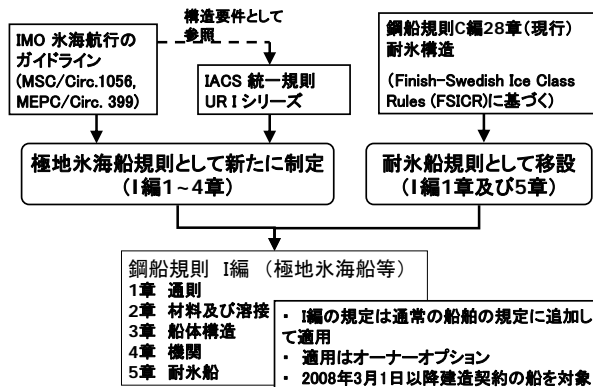 構造要件として
参照
IMO 氷海航行の
ガイドライン
(MSC/Circ.1056,
MEPC/Circ. 399)
IACS 統一規則
UR I シリーズ
鋼船規則C編28章(現行)
耐氷構造
(Finish-Swedish Ice Class
Rules (FSICR)に基づく)
極地氷海船規則として新たに制定
(I編1~4章)
耐氷船規則として移設
(I編1章及び5章)
鋼船規則 I編 (極地氷海船等)
1章 通則
2章 材料及び溶接
3章 船体構造
4章 機関
5章 耐氷船
・ I編の規定は通常の船舶の規定に追加し
て適用
・ 適用はオーナーオプション
・ 2008年3月1日以降建造契約の船を対象